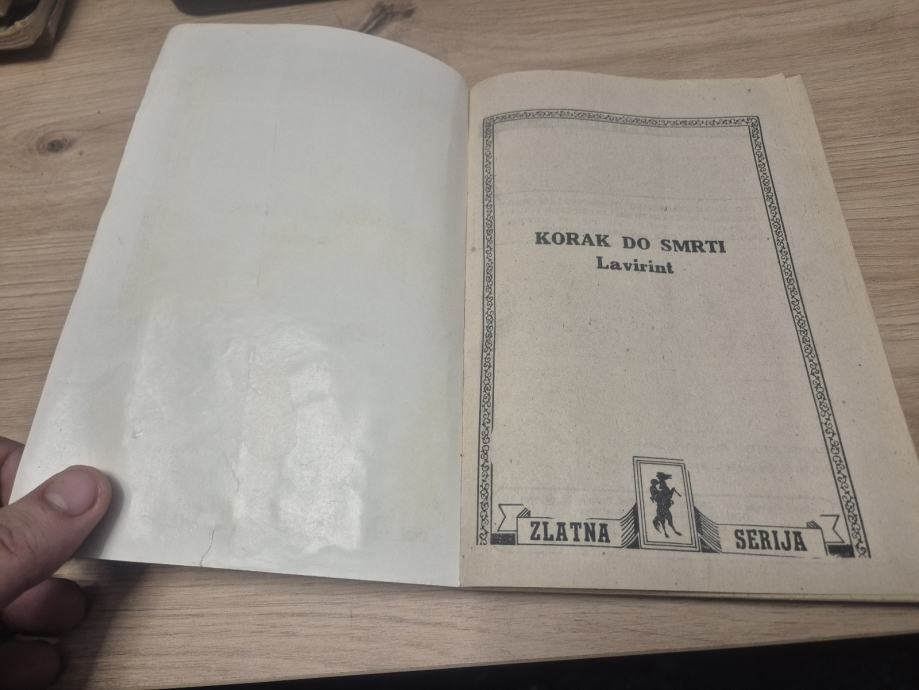 KORAK DO SMRTI
Lavirint
ZLATNA SERIJA